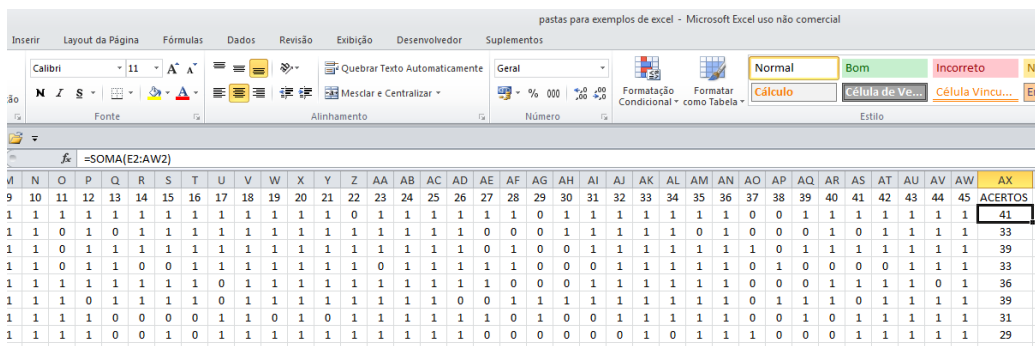 pastas para exemplos de excel - Microsoft Excel uso não comercial
Inserir Layout da Página Fórmulas Dados Revisão Exibição Desenvolvedor Suplementos
Calibri 11 A A Quebrar Texto Automaticamente Geral Normal Bom Incorreto N
ão N I S A Mesclar e Centralizar % 000 ,0 ,00 ,00 ,0 Formatação Condicional Formatar como Tabela Cálculo Célula de Ve... Célula Vincu... E
Fonte Alinhamento Número Estilo
fx =SOMA(E2:AW2)
M N O P Q R S T U V W X Y Z AA AB AC AD AE AF AG AH AI AJ AK AL AM AN AO AP AQ AR AS AT AU AV AW AX
9 10 11 12 13 14 15 16 17 18 19 20 21 22 23 24 25 26 27 28 29 30 31 32 33 34 35 36 37 38 39 40 41 42 43 44 45 ACERTOS
1 1 1 1 1 1 1 1 1 1 1 1 1 0 1 1 1 1 1 1 0 1 1 1 1 1 1 1 0 0 1 1 1 1 1 1 1 41
1 1 0 1 0 1 1 1 1 1 1 1 1 1 1 1 1 1 1 0 0 0 1 1 1 1 0 1 0 0 0 1 0 1 1 1 1 33
1 1 0 1 1 1 1 1 1 1 1 1 1 1 1 1 1 1 0 1 0 0 1 1 1 1 1 1 1 0 1 1 1 1 1 1 1 39
1 1 0 1 1 0 0 1 1 1 1 1 1 1 0 1 1 1 1 1 0 0 0 1 1 1 1 1 0 1 0 0 0 0 1 1 1 33
1 1 1 1 1 1 1 1 0 1 1 1 1 1 1 1 1 1 1 0 0 0 1 1 1 1 1 1 0 0 0 1 1 1 1 0 1 36
1 1 1 0 1 1 1 1 0 1 1 1 1 1 1 1 1 0 0 1 1 1 1 1 1 1 1 1 0 0 1 1 0 1 1 1 1 39
1 1 1 1 0 0 0 0 1 1 0 1 0 1 1 1 1 1 1 0 1 0 0 1 1 1 1 1 0 0 1 0 1 1 1 1 1 31
1 1 1 1 0 0 1 0 1 1 1 1 1 1 1 1 1 1 0 0 0 0 0 0 1 0 1 1 1 0 0 0 1 1 1 1 1 29